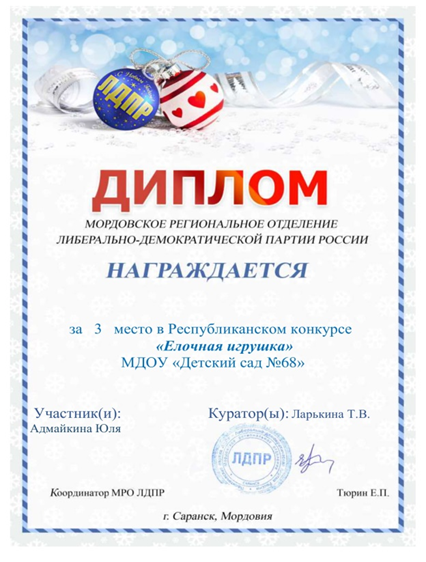 С Новым
ЛДПР
ДИПЛОМ
МОРДОВСКОЕ РЕГИОНАЛЬНОЕ ОТДЕЛЕНИЕ
ЛИБЕРАЛЬНО-ДЕМОКРАТИЧЕСКОЙ ПАРТИИ РОССИИ
НАГРАЖДАЕТСЯ
за 3 место в Республиканском конкурсе
«Елочная игрушка»
МДОУ «Детский сад №68»
Участник(и): Куратор(ы): Ларькина Т.В.
Адмайкина Юля
ЛДПР
Координатор МРО ЛДПР Тюрин Е.П.
г. Саранск, Мордовия